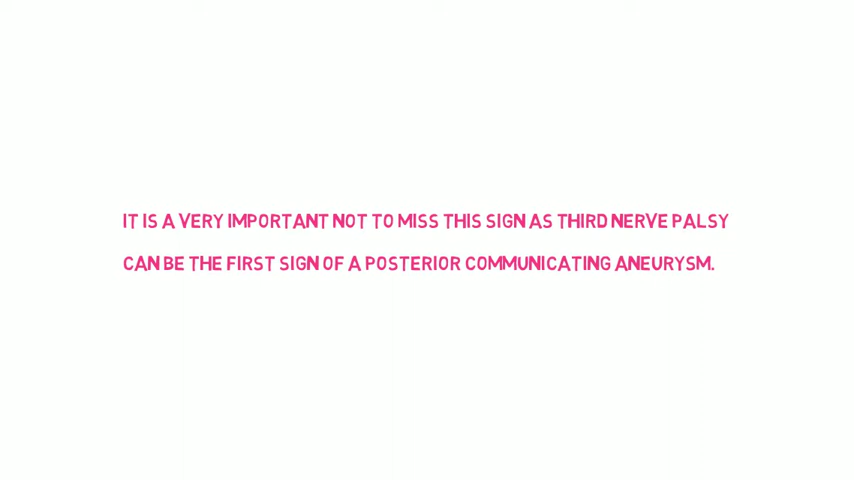 IT IS A VERY IMPORTANT NOT TO MISS THIS SIGN AS THIRD NERVE PALSY
CAN BE THE FIRST SIGN OF A POSTERIOR COMMUNICATING ANEURYSM.